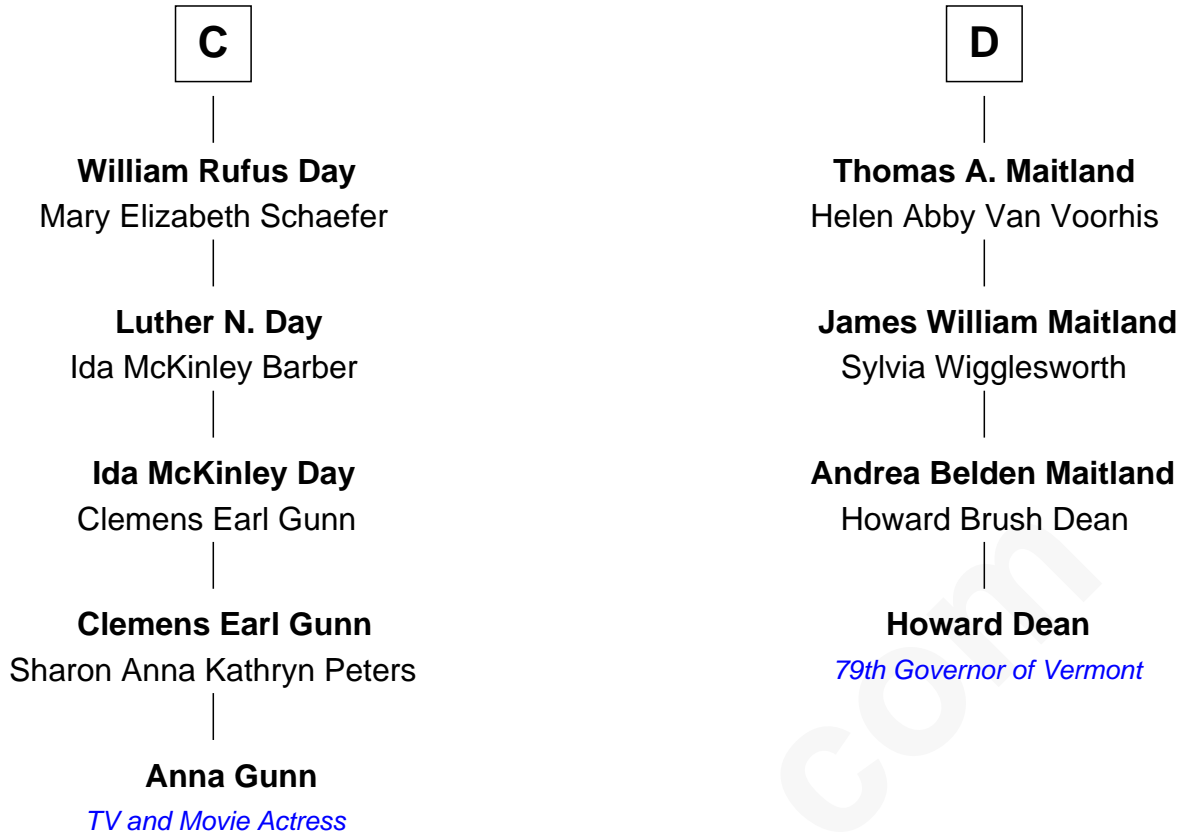 C
William Rufus Day
Mary Elizabeth Schaefer
Luther N. Day
Ida McKinley Barber
Ida McKinley Day
Clemens Earl Gunn
Clemens Earl Gunn
Sharon Anna Kathryn Peters
Anna Gunn
TV and Movie Actress
D
Thomas A. Maitland
Helen Abby Van Voorhis
James William Maitland
Sylvia Wigglesworth
Andrea Belden Maitland
Howard Brush Dean
Howard Dean
79th Governor of Vermont
com